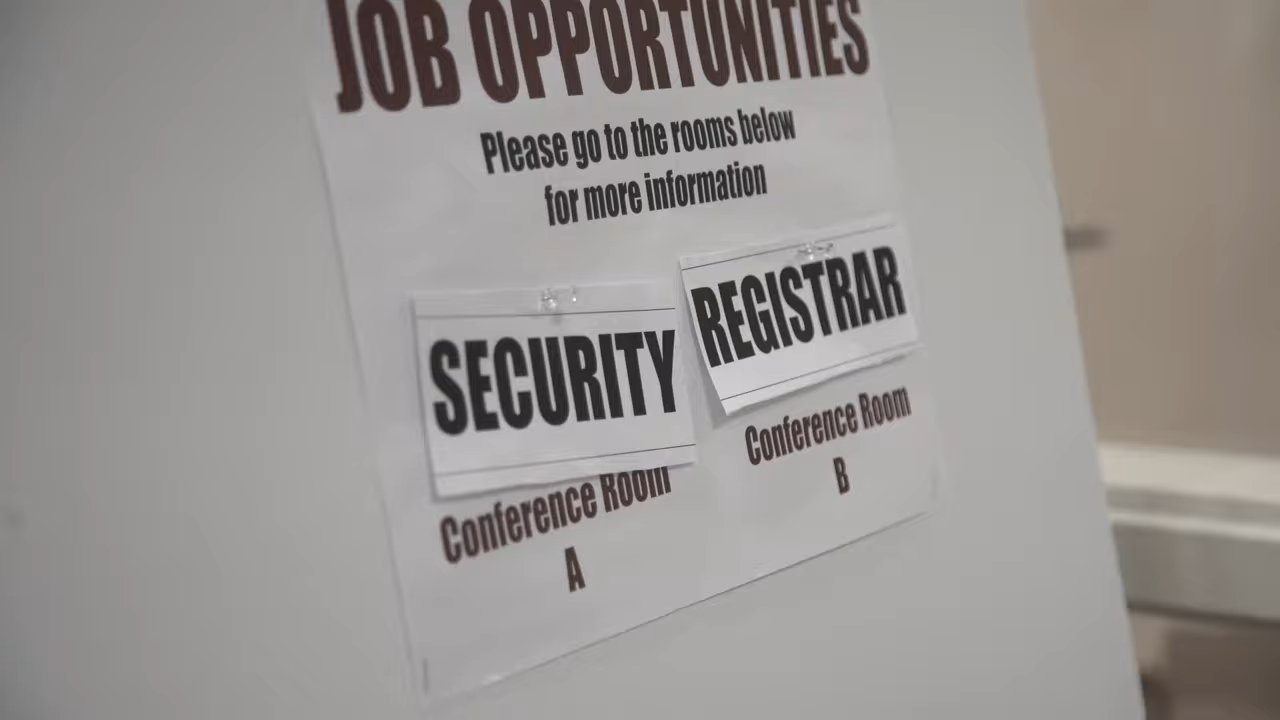 JOB OPPORTUNITIES
Please go to the rooms below
for more information
SECURITY
Conference Room
A
REGISTRAR
Conference Room
B